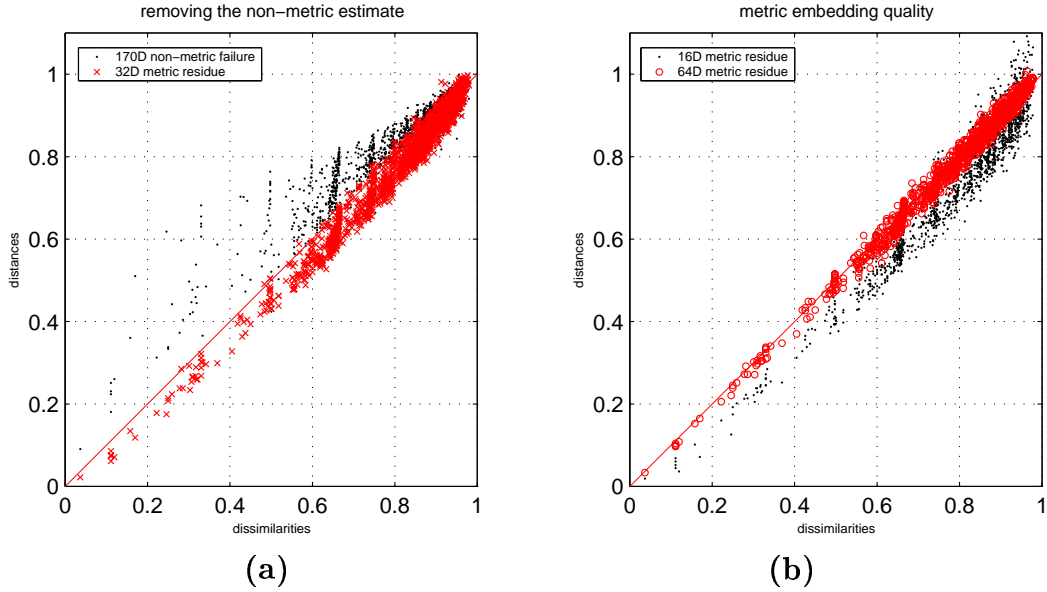 removing the non−metric estimate
170D non−metric failure
32D metric residue
distances
1
0.8
0.6
0.4
0.2
0
0 0.2 0.4 0.6 0.8 1
dissimilarities
(a)
metric embedding quality
16D metric residue
64D metric residue
distances
1
0.8
0.6
0.4
0.2
0
0 0.2 0.4 0.6 0.8 1
dissimilarities
(b)